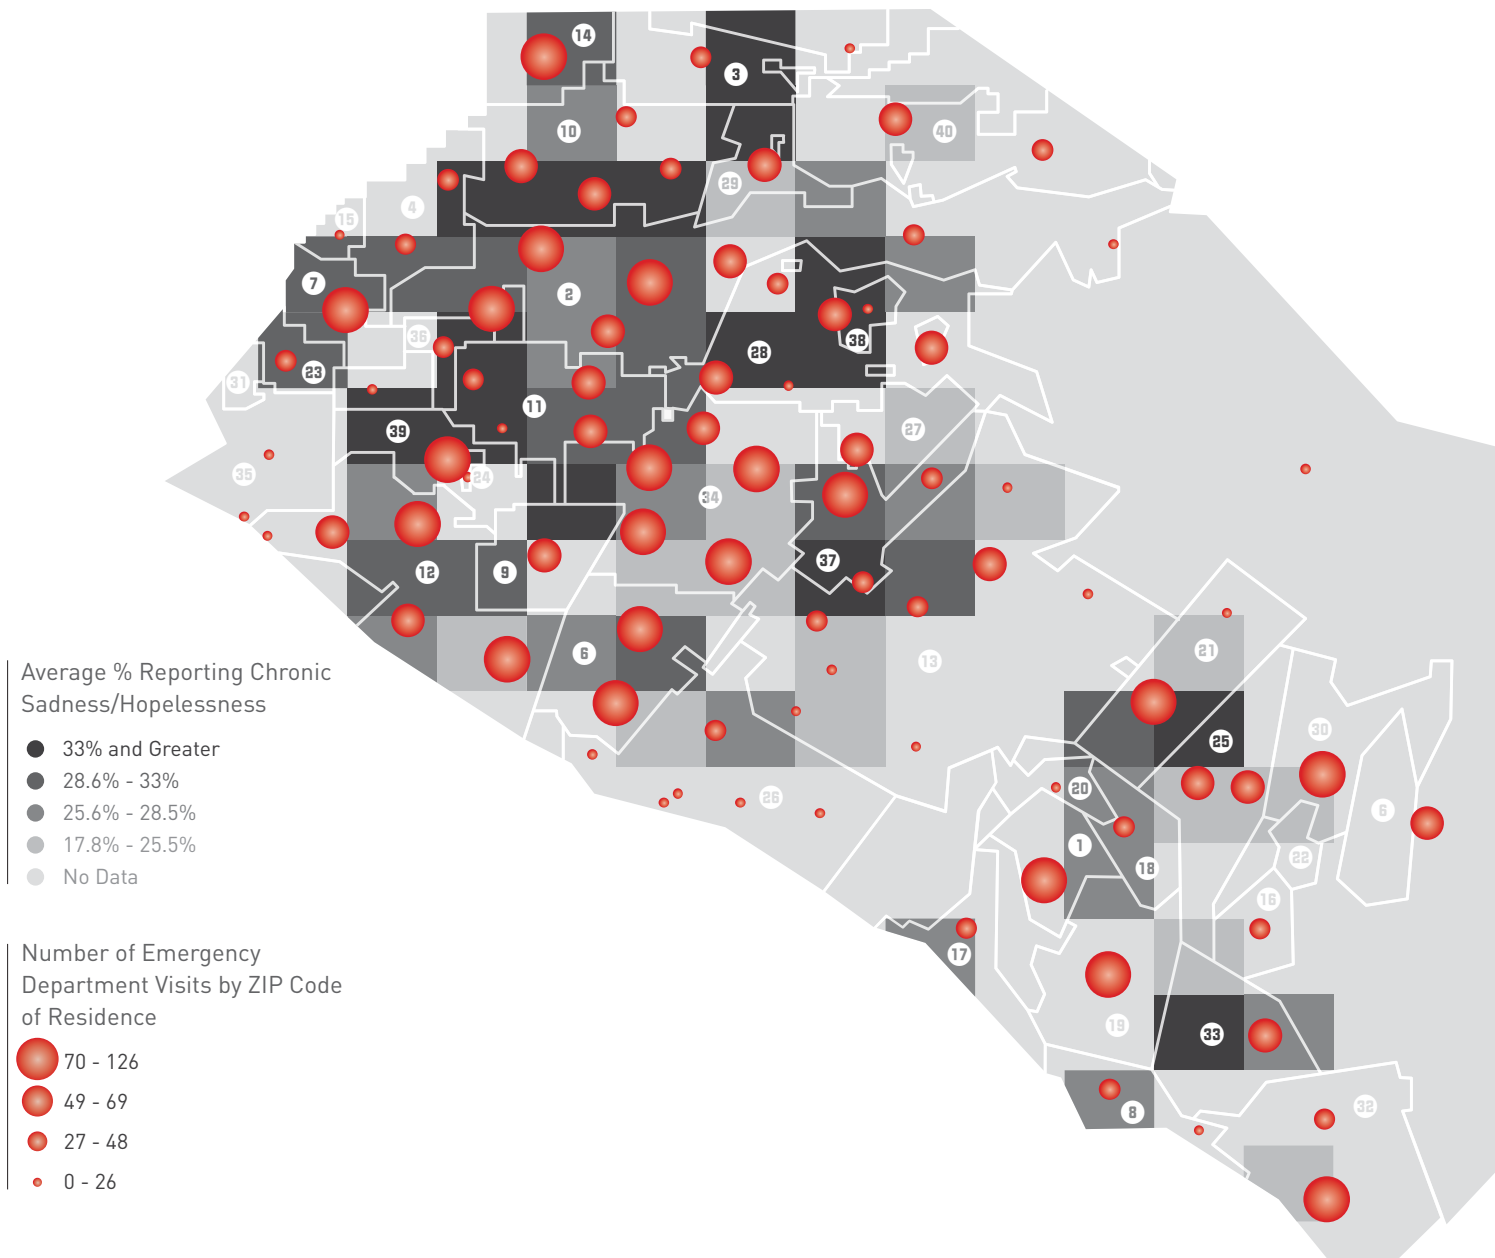 14
3
10
40
29
4
15
7
2
36
28
38
23
31
11
27
39
24
35
34
37
12
9
6
13
21
Average % Reporting Chronic
Sadness/Hopelessness
33% and Greater
28.6% - 33%
25.6% - 28.5%
17.8% - 25.5%
No Data
30
25
20
26
6
1
22
18
16
17
19
33
8
32
Number of Emergency
Department Visits by ZIP Code
of Residence
70 - 126
49 - 69
27 - 48
0 - 26